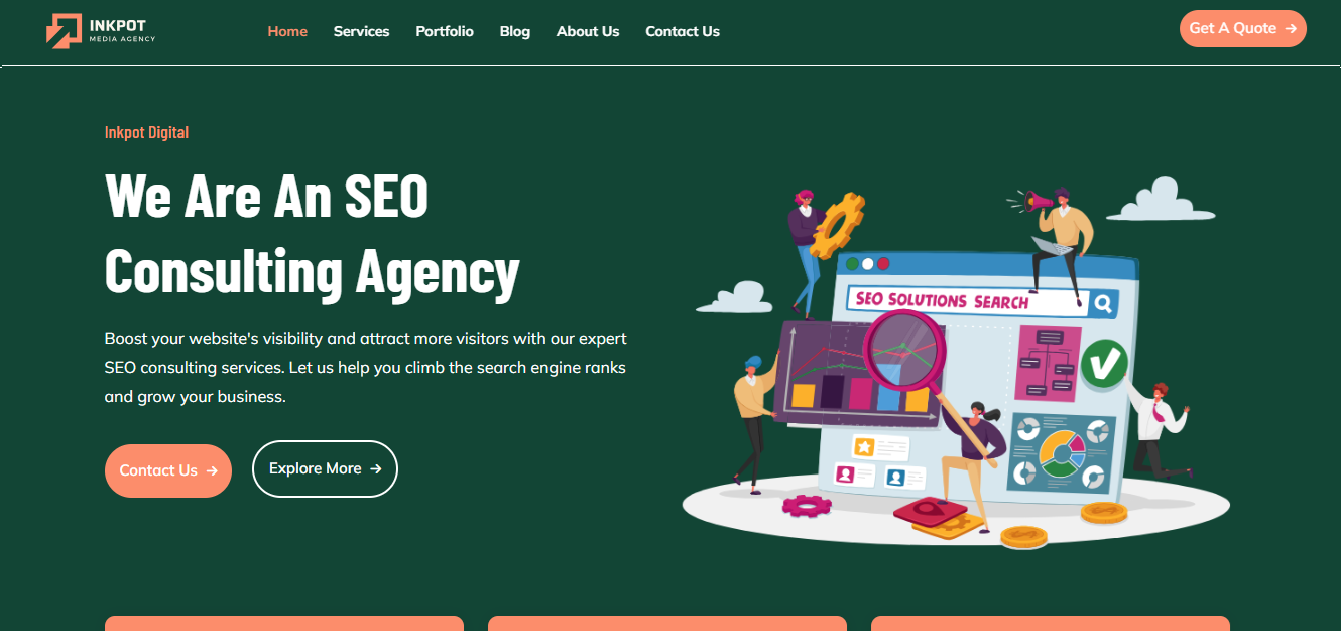 INKPOT
MEDIA AGENCY
Home Services Portfolio Blog About Us Contact Us
Get A Quote →
Inkpot Digital
We Are An SEO
Consulting Agency
Boost your website's visibility and attract more visitors with our expert
SEO consulting services. Let us help you climb the search engine ranks
and grow your business.
Contact Us →
Explore More →
SEO SOLUTIONS SEARCH